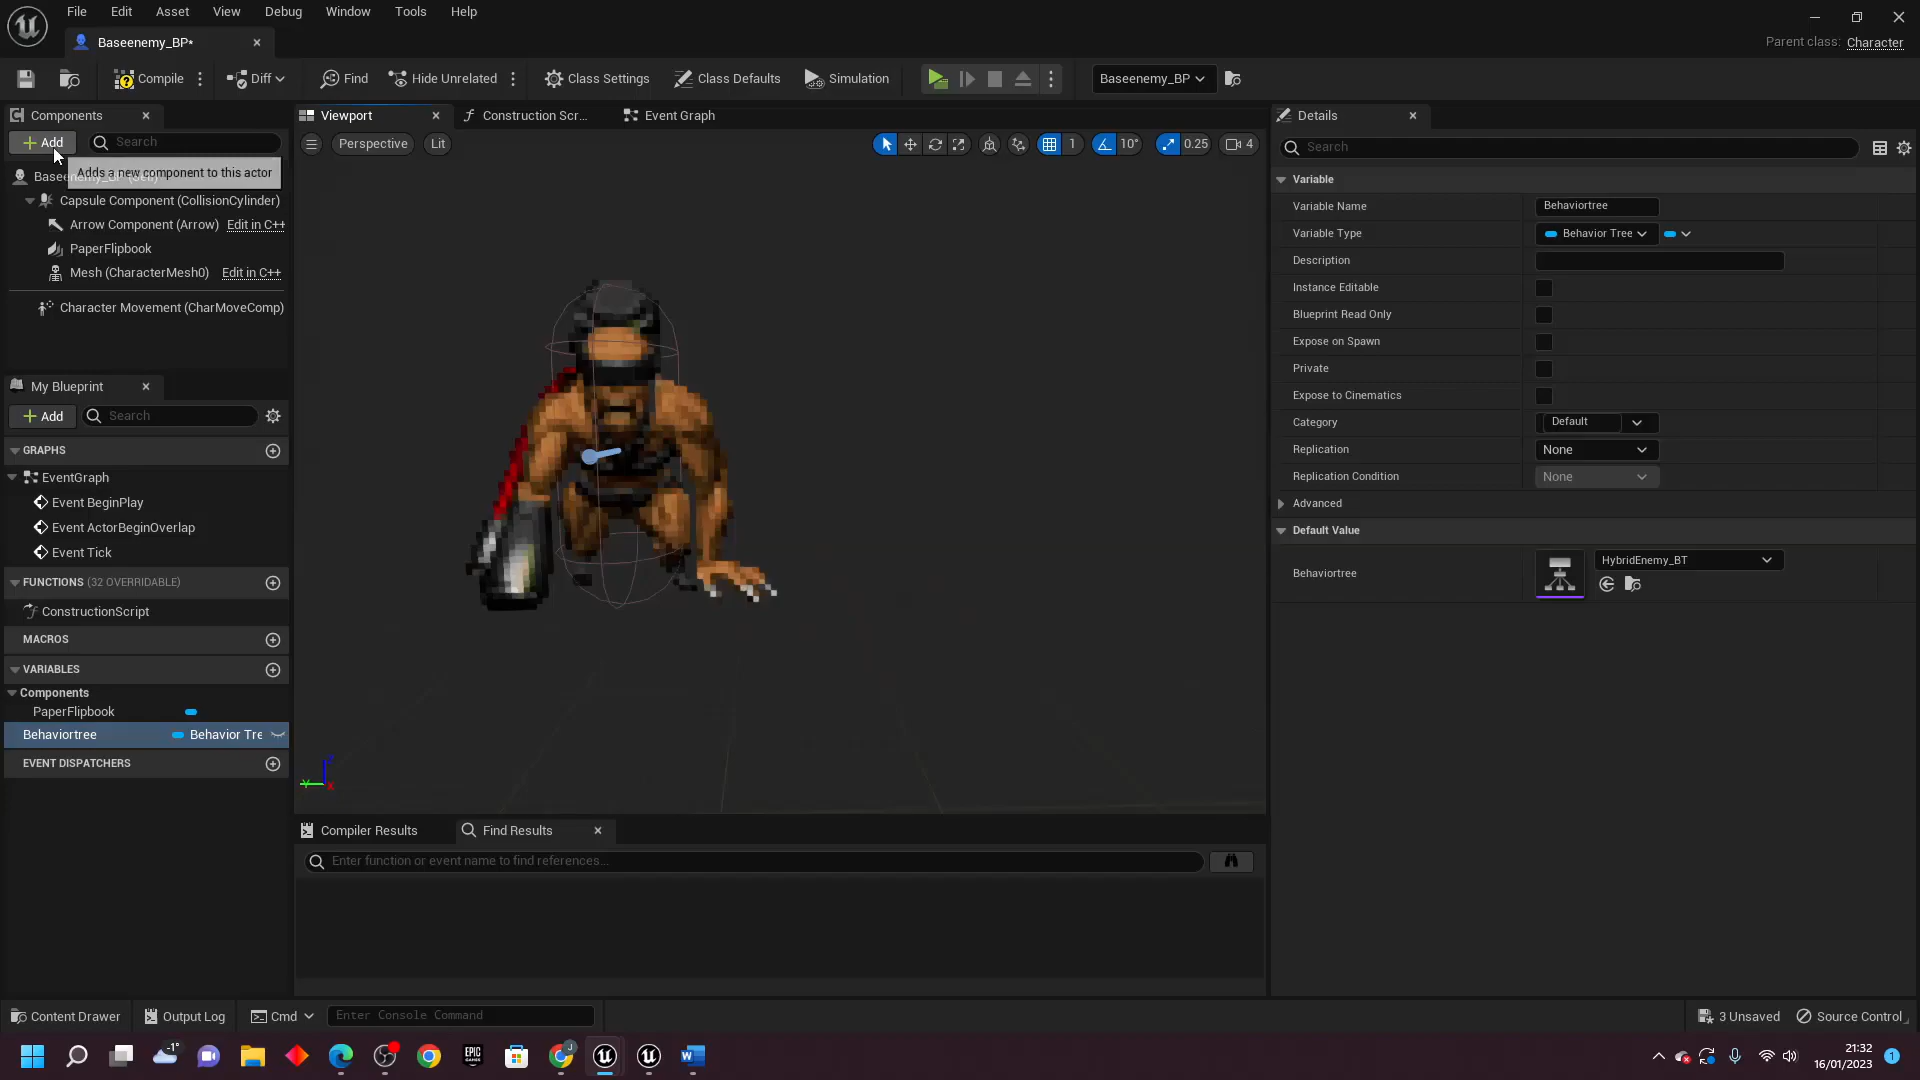 File Edit Asset View Debug Window Tools Help
Baseenemy_BP*
Parent class: Character
Compile Diff Find Hide Unrelated Class Settings Class Defaults Simulation Baseenemy_BP
Components Viewport Construction Scr... Event Graph Details
Add Search Perspective Lit 1 10° 0.25 4 Search
Adds a new component to this actor
Capsule Component (CollisionCylinder)
Arrow Component (Arrow) Edit in C++
PaperFlipbook
Mesh (CharacterMesh0) Edit in C++
Character Movement (CharMoveComp)
My Blueprint
Add Search
GRAPHS
EventGraph
Event BeginPlay
Event ActorBeginOverlap
Event Tick
FUNCTIONS (32 OVERRIDABLE)
ConstructionScript
MACROS
VARIABLES
Components
PaperFlipbook
Behaviortree Behavior Tre
EVENT DISPATCHERS
Variable
Variable Name Behaviortree
Variable Type Behavior Tree
Description
Instance Editable
Blueprint Read Only
Expose on Spawn
Private
Expose to Cinematics
Category Default
Replication None
Replication Condition None
Advanced
Default Value
Behaviortree HybridEnemy_BT
Compiler Results Find Results
Enter function or event name to find references...
Content Drawer Output Log Cmd Enter Console Command 3 Unsaved Source Control
-1°
EPIC GAMES
21:32
16/01/2023
1